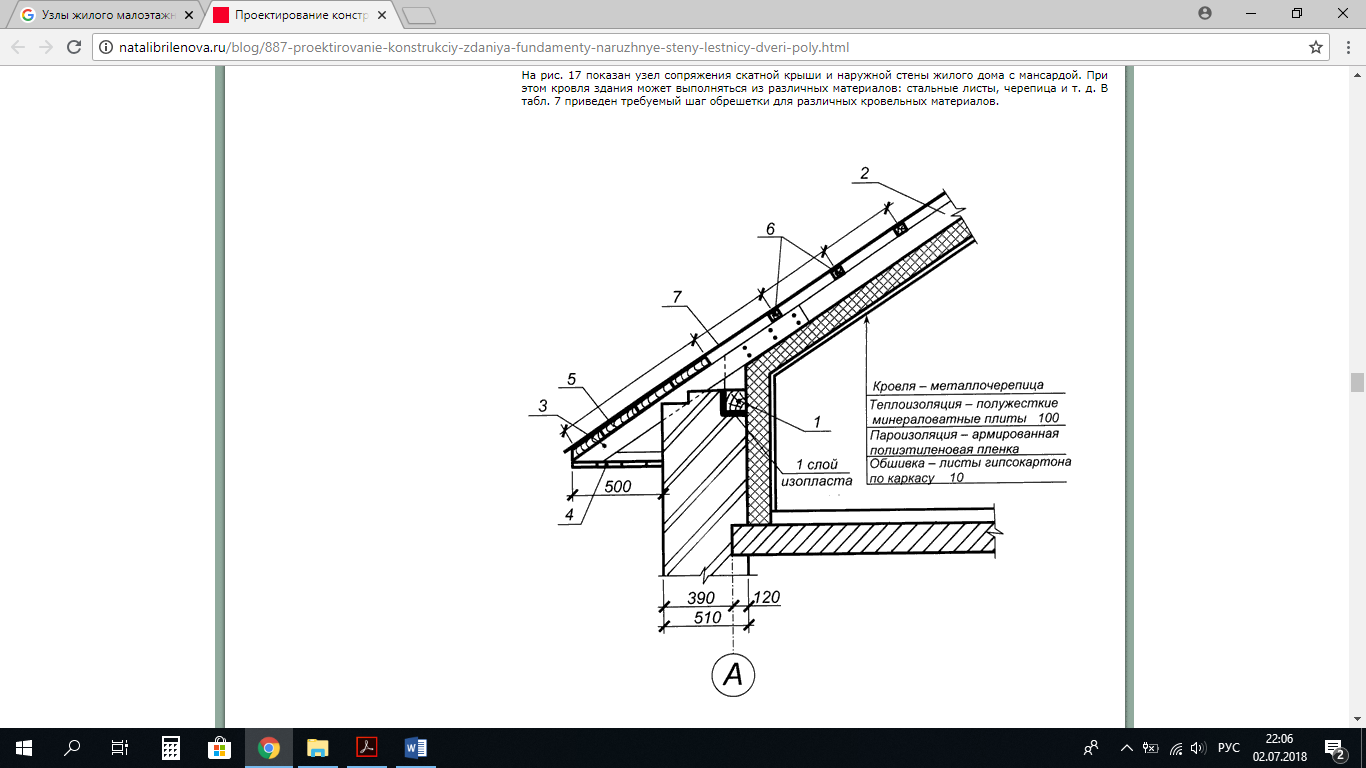 Узлы жилого малоэтажн
Проектирование констр
natalibrilenova.ru/blog/887-proektirovanie-konstrukciy-zdaniya-fundamenty-naruzhnye-steny-lestnicy-dveri-poly.html
На рис. 17 показан узел сопряжения скатной крыши и наружной стены жилого дома с мансардой. При
этом кровля здания может выполняться из различных материалов: стальные листы, черепица и т. д. В
табл. 7 приведен требуемый шаг обрешетки для различных кровельных материалов.
2
6
7
5
3
1
Кровля – металлочерепица
Теплоизоляция – полужесткие
минераловатные плиты 100
Пароизоляция – армированная
полиэтиленовая пленка
Обшивка – листы гипсокартона
по каркасу 10
1 слой
изопласта
500
4
390
120
510
А
РУС
22:06
02.07.2018
2